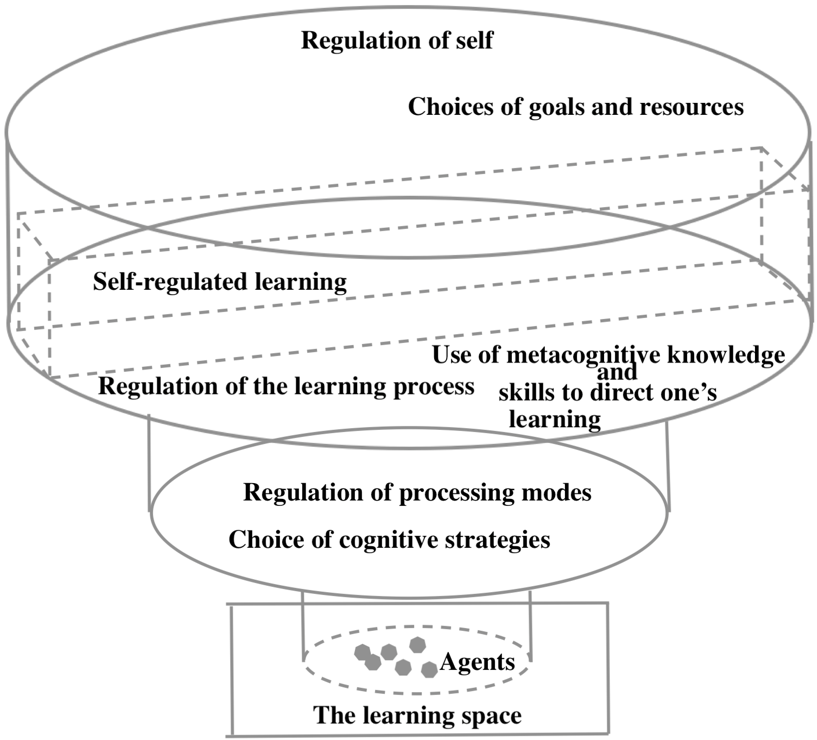 Regulation of self
Choices of goals and resources
Self-regulated learning
Use of metacognitive knowledge
and
skills to direct one’s
learning
Regulation of the learning process
Regulation of processing modes
Choice of cognitive strategies
Agents
The learning space